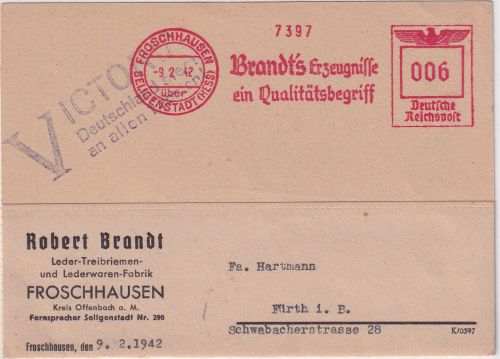 7397
FROSCHHAUSEN
-9.2.42
über
SELIGENSTADT (HESS)
Brandt's Erzeugnisse
ein Qualitätsbegriff
006
Deutsche
Reichspost
VICTO
Deutschla
an allen
Robert Brandt
Leder-Treibriemen-
und Lederwaren-Fabrik
FROSCHHAUSEN
Kreis Offenbach a. M.
Fernsprecher Seligenstadt Nr. 290
Froschhausen, den 9. 2.1942
Fa. Hartmann
Fürth i. B.
Schwabacherstrasse 28
K/0397